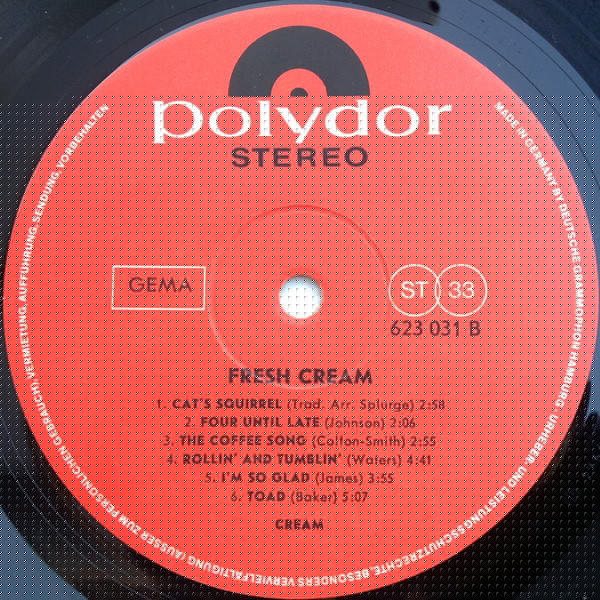 polydor
STEREO
GEMA
ST 33
623 031 B
FRESH CREAM
1. CAT'S SQUIRREL (Trad. Arr. Splurge) 2:58
2. FOUR UNTIL LATE (Johnson) 2:06
3. THE COFFEE SONG (Colton-Smith) 2:55
4. ROLLIN' AND TUMBLIN' (Waters) 4:41
5. I'M SO GLAD (James) 3:55
6. TOAD (Baker) 5:07
CREAM
MADE IN GERMANY BY DEUTSCHE GRAMMOPHON HAMBURG · URHEBER- UND LEISTUNGSSCHUTZRECHTE, BESONDERS VERVIELFÄLTIGUNG (AUSSER ZUM PERSÖNLICHEN GEBRAUCH), VERMIETUNG, AUFFÜHRUNG, SENDUNG, VORBEHALTEN